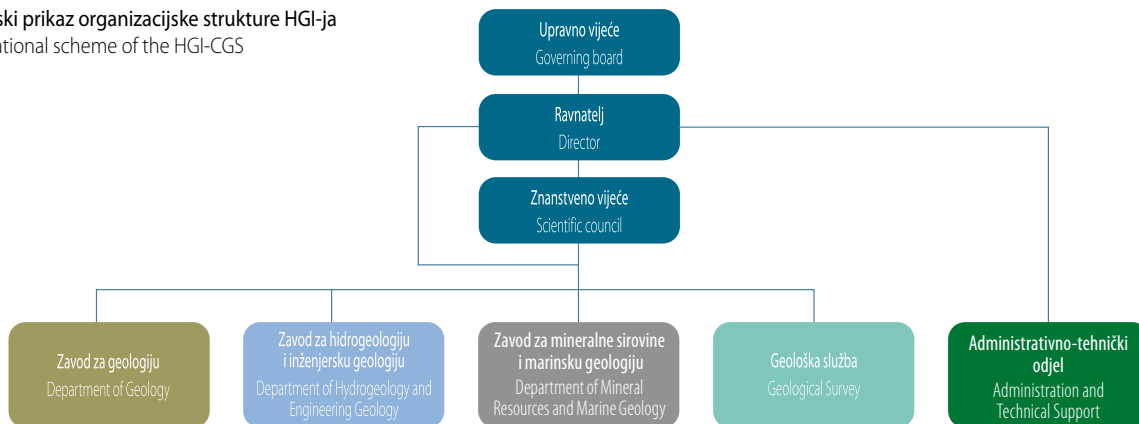 ski prikaz organizacijske strukture HGI-ja
ational scheme of the HGI-CGS
Upravno vijeće
Governing board
Ravnatelj
Director
Znanstveno vijeće
Scientific council
Zavod za geologiju
Department of Geology
Zavod za hidrogeologiju
i inženjersku geologiju
Department of Hydrogeology and
Engineering Geology
Zavod za mineralne sirovine
i marinsku geologiju
Department of Mineral
Resources and Marine Geology
Geološka služba
Geological Survey
Administrativno-tehnički
odjel
Administration and
Technical Support